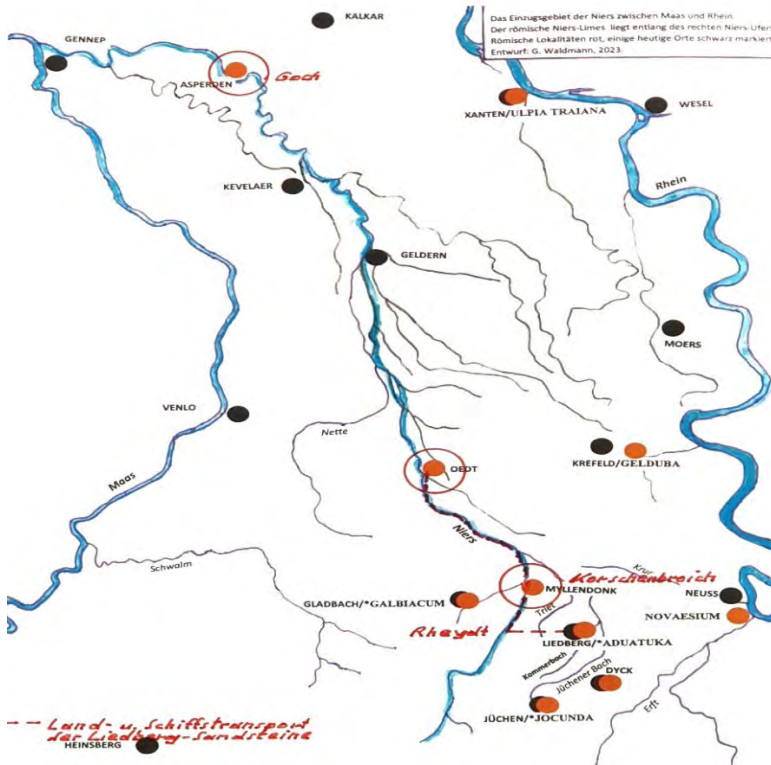 Das Einzugsgebiet der Niers zwischen Maas und Rhein.
Der römische Niers-Limes liegt entlang des rechten Niers-Ufers
Römische Lokalitäten rot, einige heutige Orte schwarz markiert
Entwurf: G. Waldmann, 2023.
KALKAR
GENNEP
ASPERDEN
Goch
XANTEN/ULPIA TRAIANA
WESEL
Rhein
KEVELAER
GELDERN
MOERS
VENLO
Nette
KREFELD/GELDUBA
OEDT
Maas
Niers
Schwalm
Krur
Korschenbroich
MYLLENDONK
NEUSS
GLADBACH/*GALBIACUM
Triet
NOVAESIUM
Rheydt
LIEDBERG/*ADUATUKA
Kommerbach
Jüchener Bach
DYCK
Erft
JÜCHEN/*JOCUNDA
--- Land- u. Schiffstransport
der Liedberg-Sandsteine
HEINSBERG